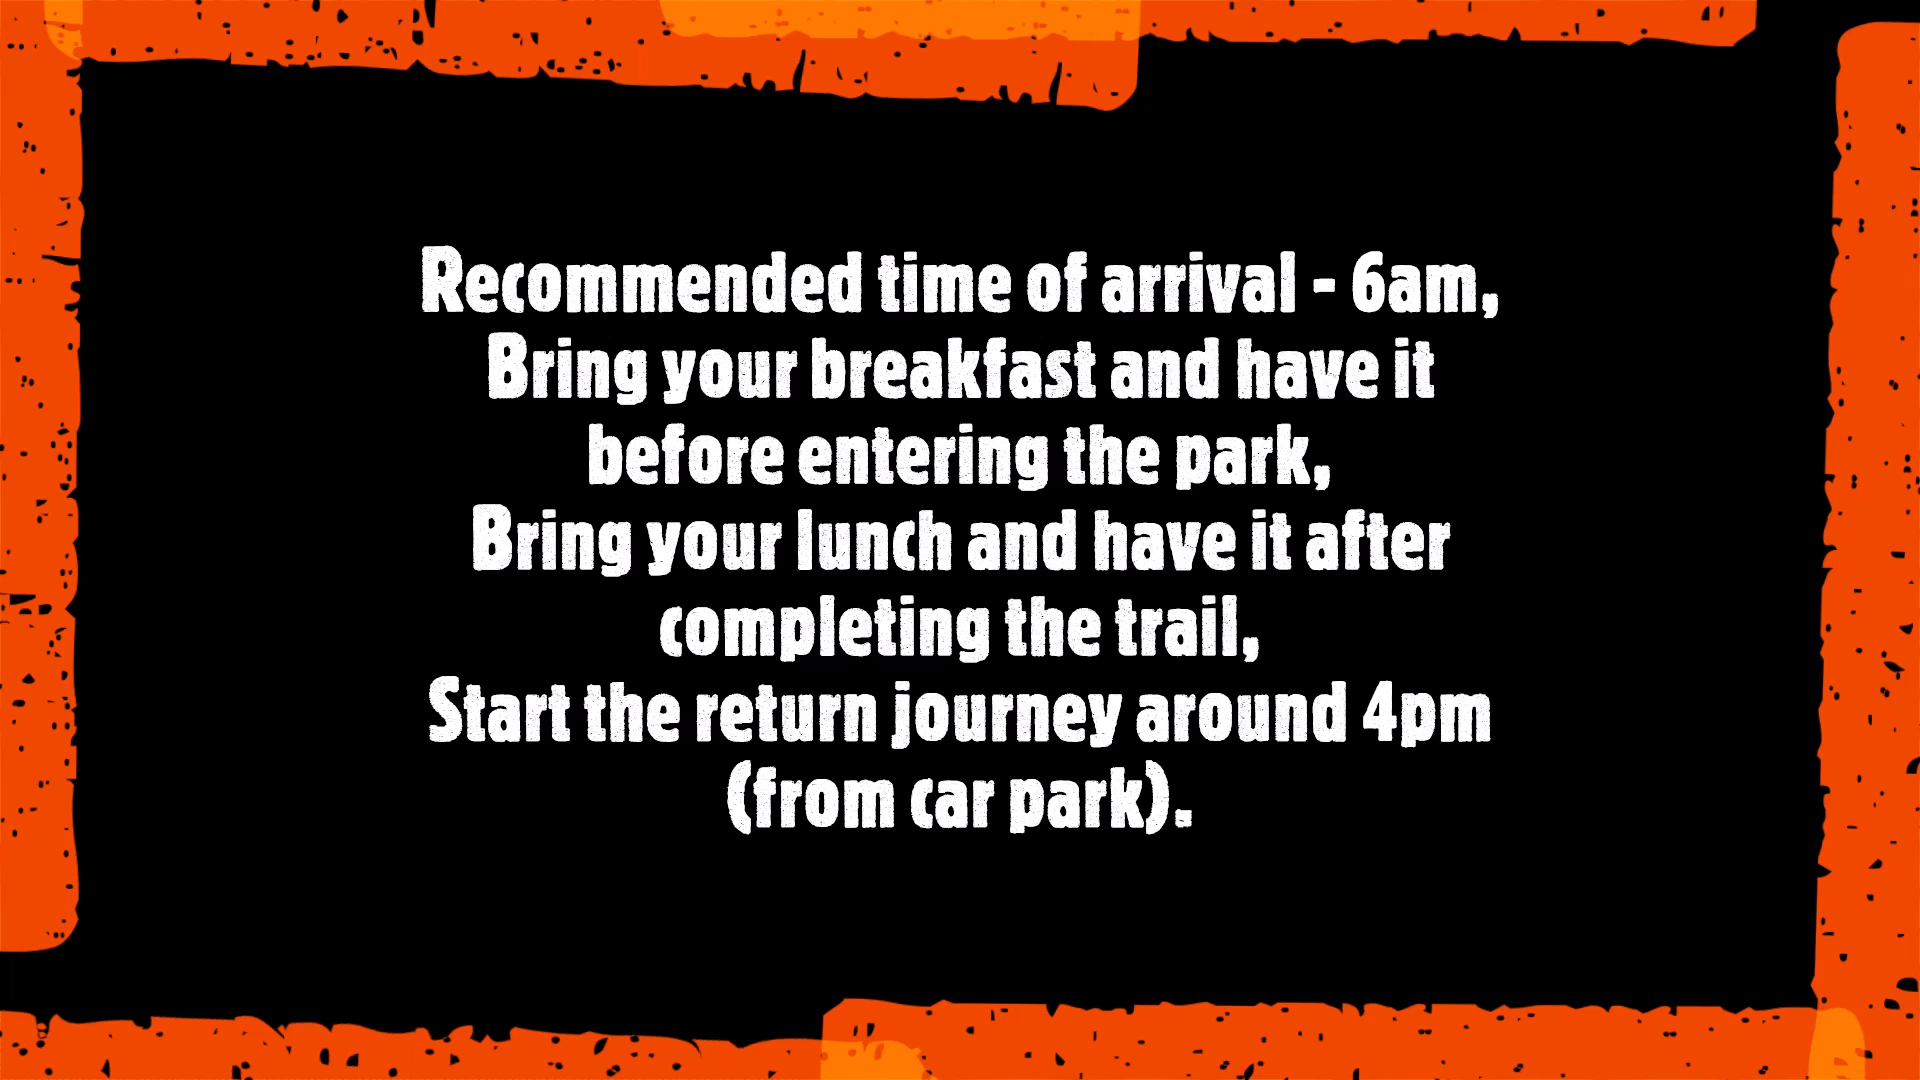 Recommended time of arrival - 6am,
Bring your breakfast and have it
before entering the park,
Bring your lunch and have it after
completing the trail,
Start the return journey around 4pm
(from car park).